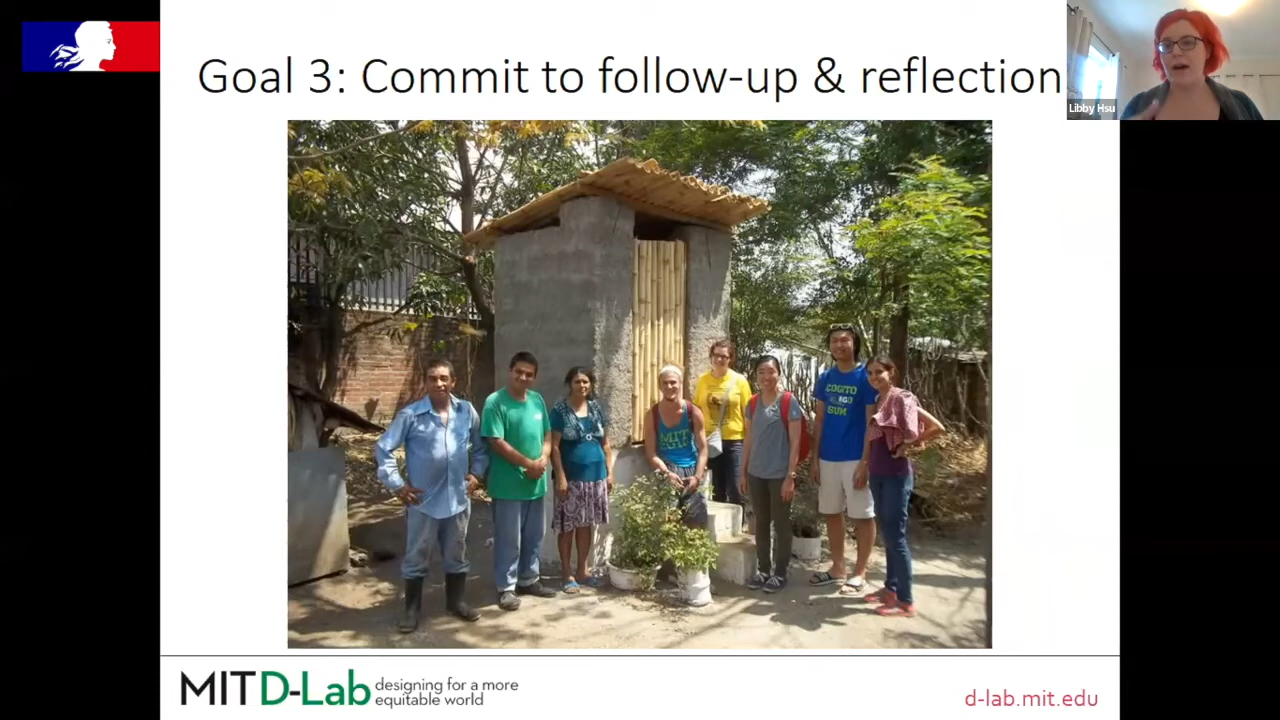 Goal 3: Commit to follow-up & reflection
Libby Hsu
COGITO
ERGO
SUM
MIT
MIT D-Lab designing for a more
equitable world
d-lab.mit.edu